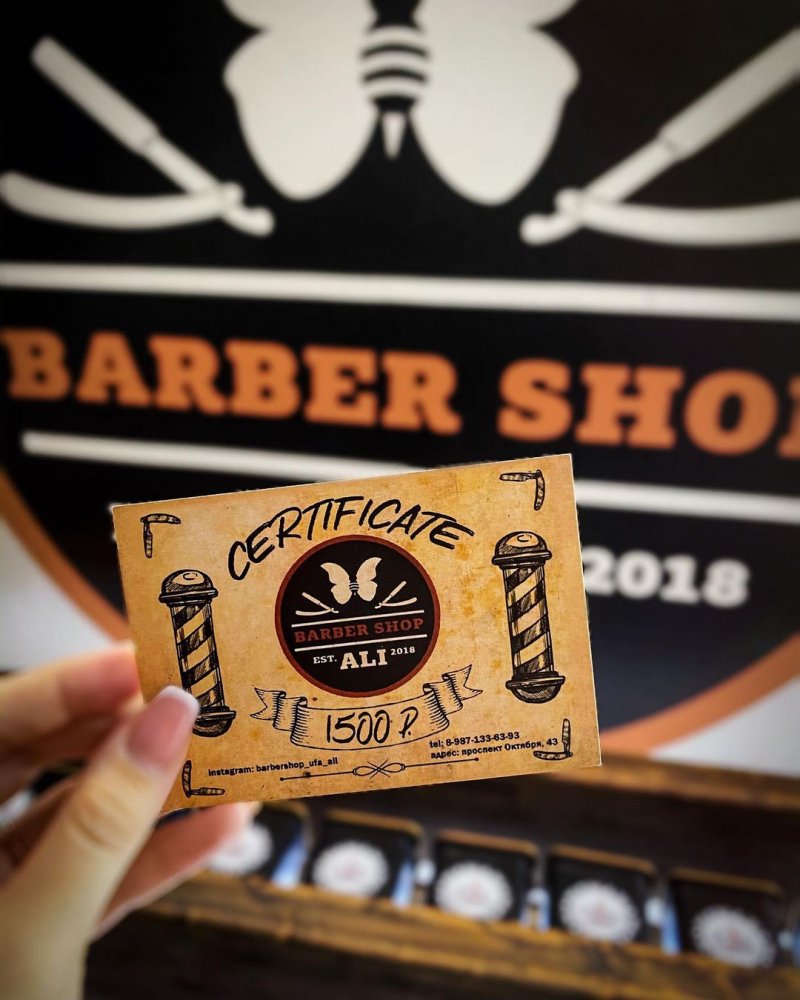 BARBER SHOP
2018
CERTIFICATE
BARBER SHOP
EST. ALI 2018
1500 Р.
instagram: barbershop_ufa_ali
tel; 8-987-133-63-93
адрес: проспект Октября, 43